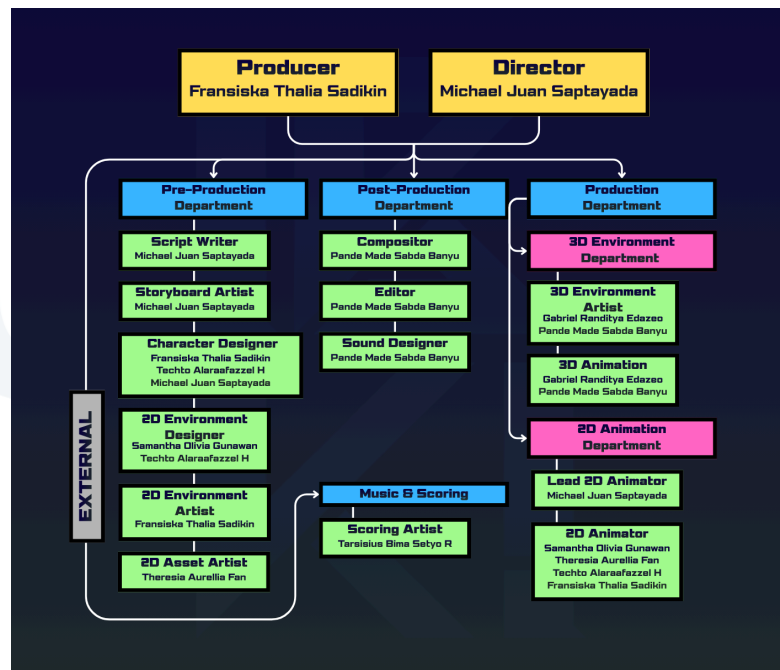 Producer
Fransiska Thalia Sadikin
Director
Michael Juan Saptayada
Pre-Production
Department
Script Writer
Michael Juan Saptayada
Storyboard Artist
Michael Juan Saptayada
Character Designer
Fransiska Thalia Sadikin
Techto Alaraafazzel H
Michael Juan Saptayada
2D Environment
Designer
Samantha Olivia Gunawan
Techto Alaraafazzel H
2D Environment
Artist
Fransiska Thalia Sadikin
2D Asset Artist
Theresia Aurellia Fan
Post-Production
Department
Compositor
Pande Made Sabda Banyu
Editor
Pande Made Sabda Banyu
Sound Designer
Pande Made Sabda Banyu
Production
Department
3D Environment
Department
3D Environment
Artist
Gabriel Randitya Edazeo
Pande Made Sabda Banyu
3D Animation
Gabriel Randitya Edazeo
Pande Made Sabda Banyu
2D Animation
Department
Lead 2D Animator
Michael Juan Saptayada
2D Animator
Samantha Olivia Gunawan
Theresia Aurellia Fan
Techto Alaraafazzel H
Fransiska Thalia Sadikin
EXTERNAL
Music & Scoring
Scoring Artist
Tarsisius Bima Setyo R